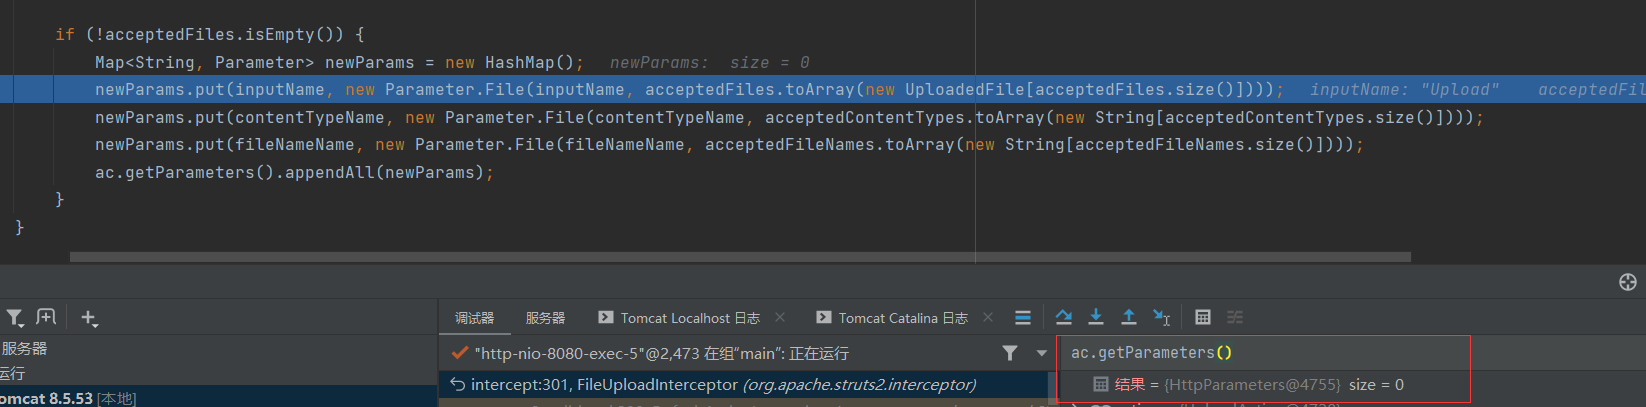 if (!acceptedFiles.isEmpty()) {
Map<String, Parameter> newParams = new HashMap(); newParams: size = 0
newParams.put(inputName, new Parameter.File(inputName, acceptedFiles.toArray(new UploadedFile[acceptedFiles.size()]))); inputName: "Upload" acceptedFil
newParams.put(contentTypeName, new Parameter.File(contentTypeName, acceptedContentTypes.toArray(new String[acceptedContentTypes.size()])));
newParams.put(fileNameName, new Parameter.File(fileNameName, acceptedFileNames.toArray(new String[acceptedFileNames.size()])));
ac.getParameters().appendAll(newParams);
}
}
调试器 服务器 Tomcat Localhost 日志 Tomcat Catalina 日志
服务器
"http-nio-8080-exec-5"@2,473 在组"main": 正在运行
ac.getParameters()
运行
intercept:301, FileUploadInterceptor (org.apache.struts2.interceptor)
结果 = {HttpParameters@4755} size = 0
omcat 8.5.53 [本地]